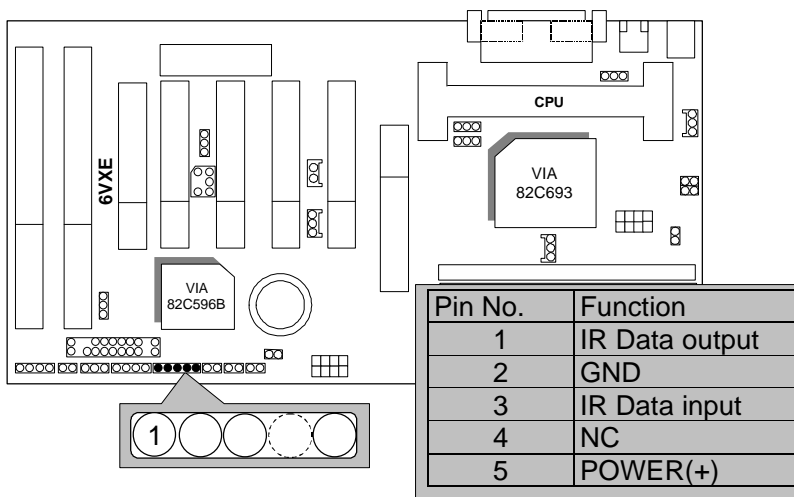 CPU
6VXE
VIA
82C693
VIA
82C596B
Pin No. Function
1 IR Data output
2 GND
3 IR Data input
4 NC
5 POWER(+)
1